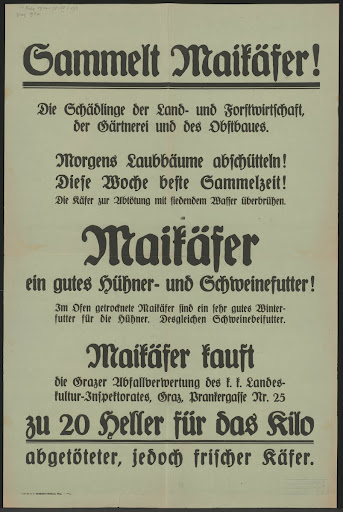 Sammelt Maikäfer!
Die Schädlinge der Land- und Forstwirtschaft,
der Gärtnerei und des Obstbaues.
Morgens Laubbäume abschütteln!
Diese Woche beste Sammelzeit!
Die Käfer zur Abtötung mit siedendem Wasser überbrühen.
Maikäfer
ein gutes Hühner- und Schweinefutter!
Im Ofen getrocknete Maikäfer sind ein sehr gutes Winter-
futter für die Hühner. Desgleichen Schweinebeifutter.
Maikäfer kauft
die Grazer Abfallverwertung des k. k. Landes-
kultur-Inspektorates, Graz, Prankergasse Nr. 25
zu 20 Heller für das Kilo
abgetöteter, jedoch frischer Käfer.